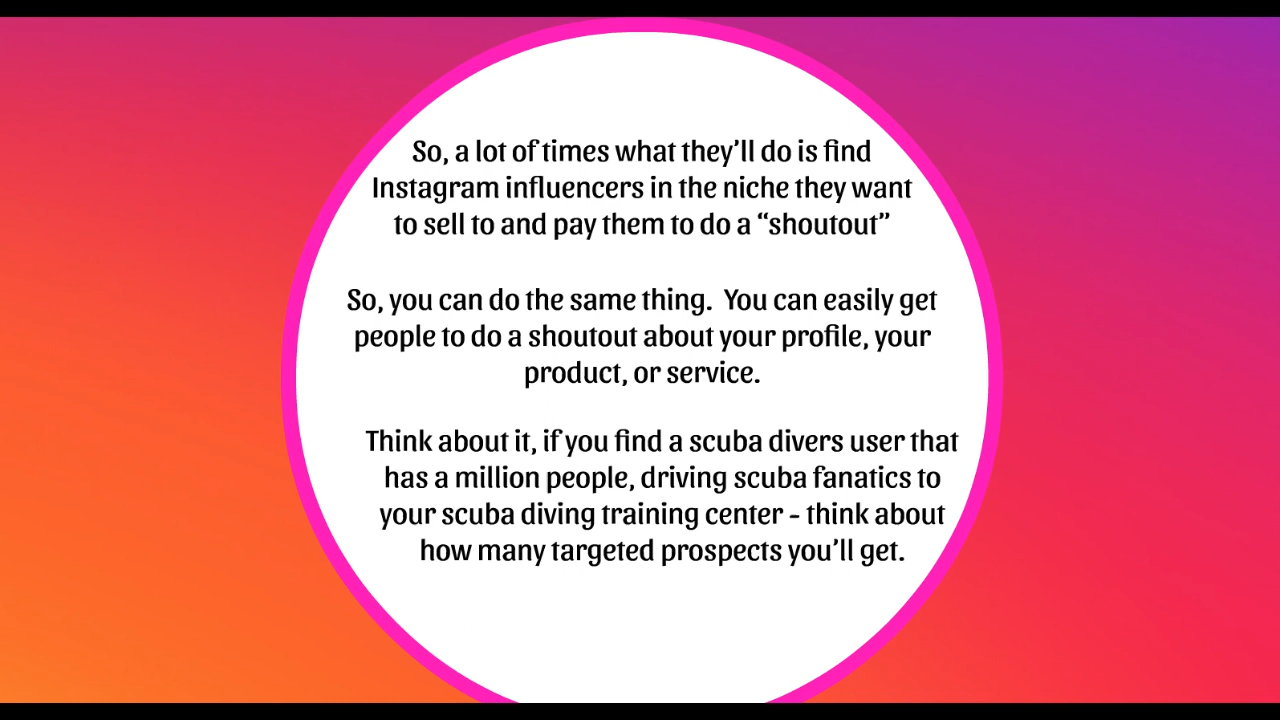 So, a lot of times what they’ll do is find
Instagram influencers in the niche they want
to sell to and pay them to do a “shoutout”
So, you can do the same thing.  You can easily get
people to do a shoutout about your profile, your
product, or service.
Think about it, if you find a scuba divers user that
has a million people, driving scuba fanatics to
your scuba diving training center - think about
how many targeted prospects you’ll get.